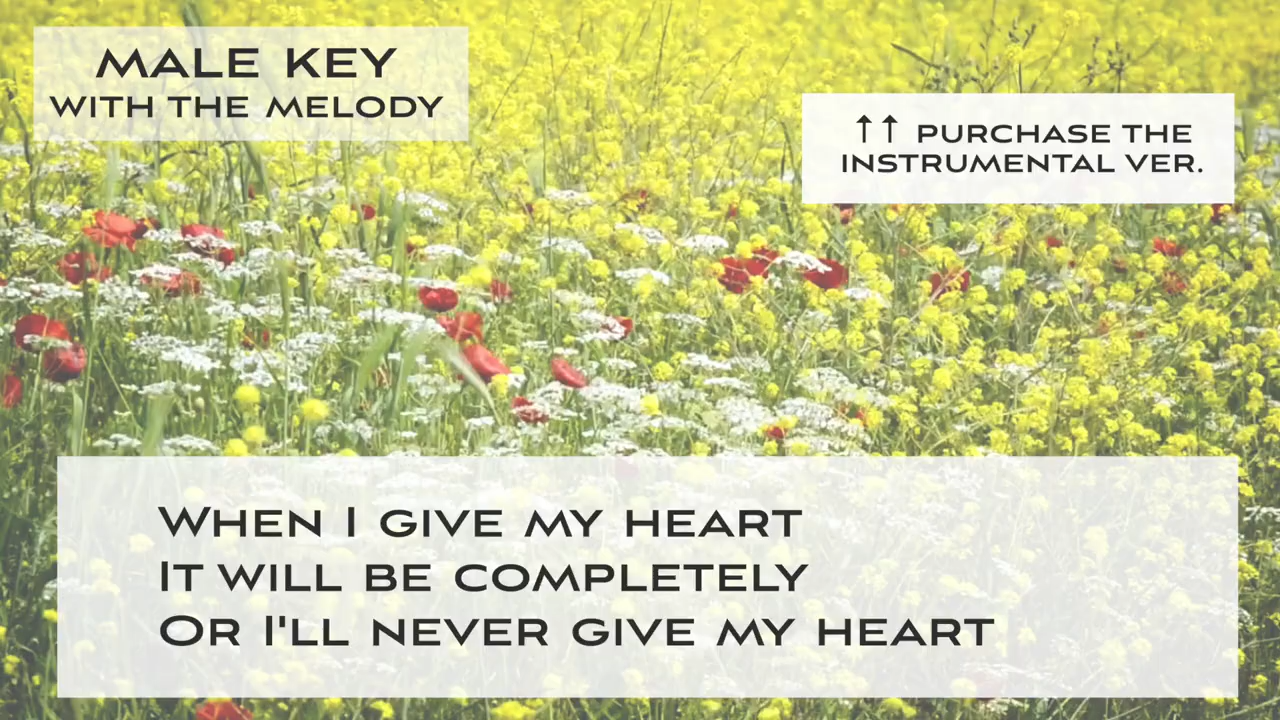 MALE KEY
WITH THE MELODY
↑↑ PURCHASE THE
INSTRUMENTAL VER.
WHEN I GIVE MY HEART
IT WILL BE COMPLETELY
OR I'LL NEVER GIVE MY HEART